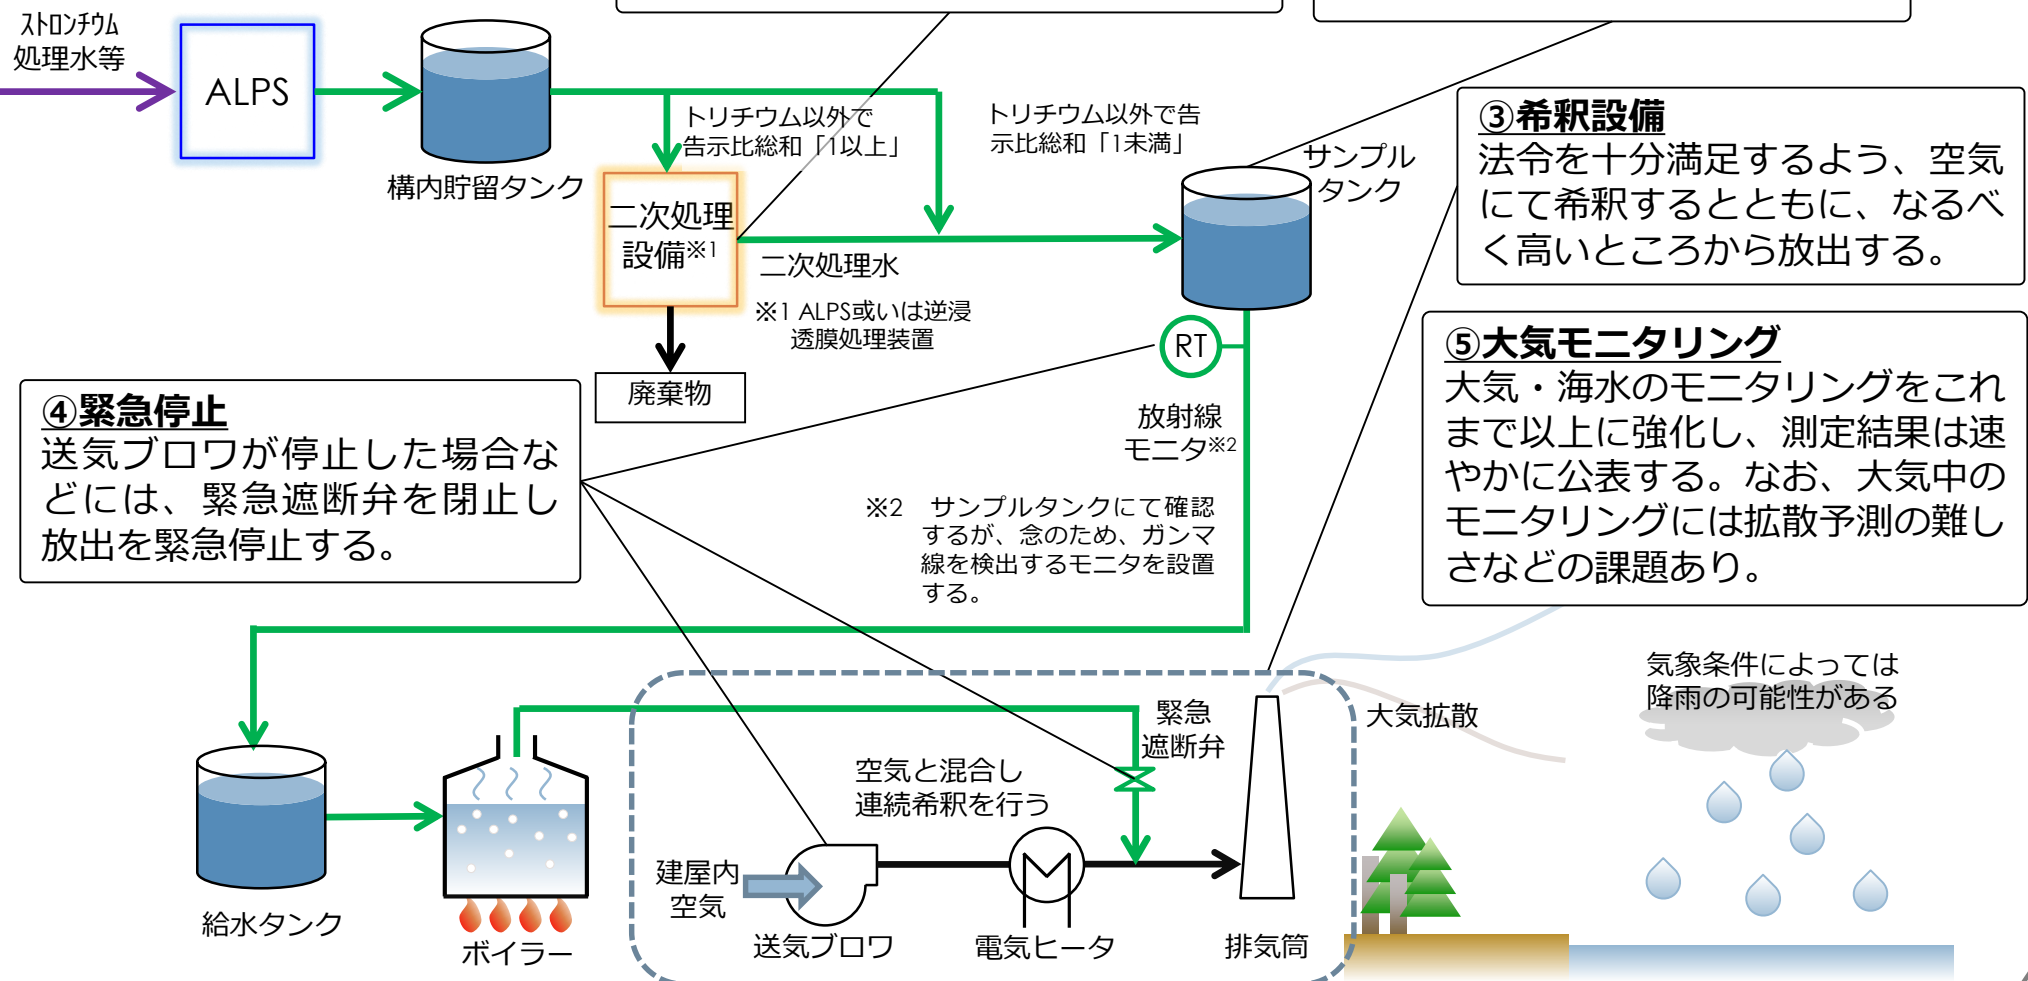 ストロンチウム
処理水等
ALPS
構内貯留タンク
トリチウム以外で
告示比総和「1以上」
トリチウム以外で告
示比総和「1未満」
サンプル
タンク
二次処理
設備※1
二次処理水
※1 ALPS或いは逆浸
透膜処理装置
廃棄物
RT
放射線
モニタ※2
※2 サンプルタンクにて確認
するが、念のため、ガンマ
線を検出するモニタを設置
する。
③希釈設備
法令を十分満足するよう、空気
にて希釈するとともに、なるべ
く高いところから放出する。
⑤大気モニタリング
大気・海水のモニタリングをこれ
まで以上に強化し、測定結果は速
やかに公表する。なお、大気中の
モニタリングには拡散予測の難し
さなどの課題あり。
④緊急停止
送気ブロワが停止した場合な
どには、緊急遮断弁を閉止し
放出を緊急停止する。
給水タンク
ボイラー
空気と混合し
連続希釈を行う
緊急
遮断弁
建屋内
空気
送気ブロワ
電気ヒータ
排気筒
大気拡散
気象条件によっては
降雨の可能性がある